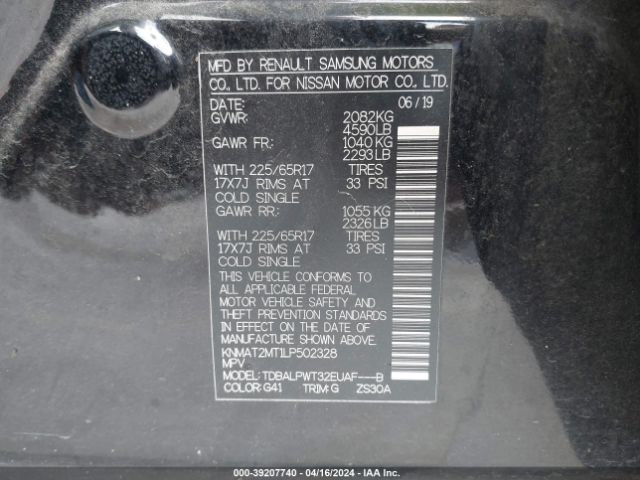 MFD BY RENAULT SAMSUNG MOTORS
CO., LTD. FOR NISSAN MOTOR CO., LTD.
DATE: 06/19
GVWR: 2082KG
4590LB
GAWR FR: 1040 KG
2293LB
WITH 225/65R17 TIRES
17X7J RIMS AT 33 PSI
COLD SINGLE
GAWR RR: 1055 KG
2326LB
WITH 225/65R17 TIRES
17X7J RIMS AT 33 PSI
COLD SINGLE
THIS VEHICLE CONFORMS TO
ALL APPLICABLE FEDERAL
MOTOR VEHICLE SAFETY AND
THEFT PREVENTION STANDARDS
IN EFFECT ON THE DATE OF
MANUFACTURE SHOWN ABOVE.
KNMAT2MT1LP502328
MPV
MODEL: TDBALPWT32EUAF---B
COLOR: G41 TRIM: G ZS30A
000-39207740 - 04/16/2024 - IAA Inc.